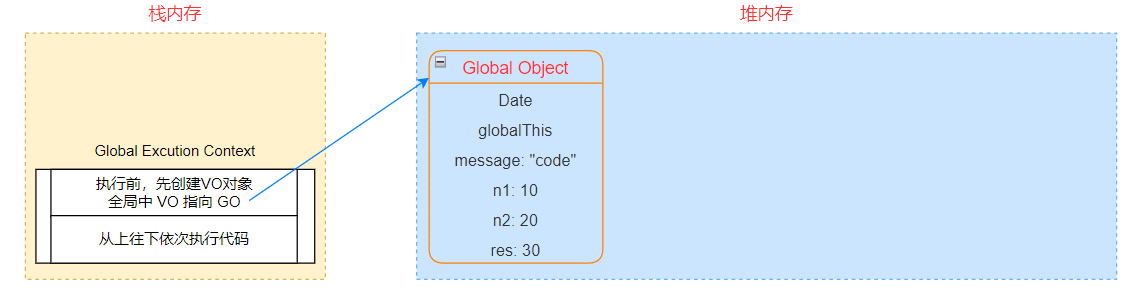 栈内存
堆内存
Global Excution Context
执行前，先创建VO对象
全局中 VO 指向 GO
从上往下依次执行代码
Global Object
Date
globalThis
message: "code"
n1: 10
n2: 20
res: 30